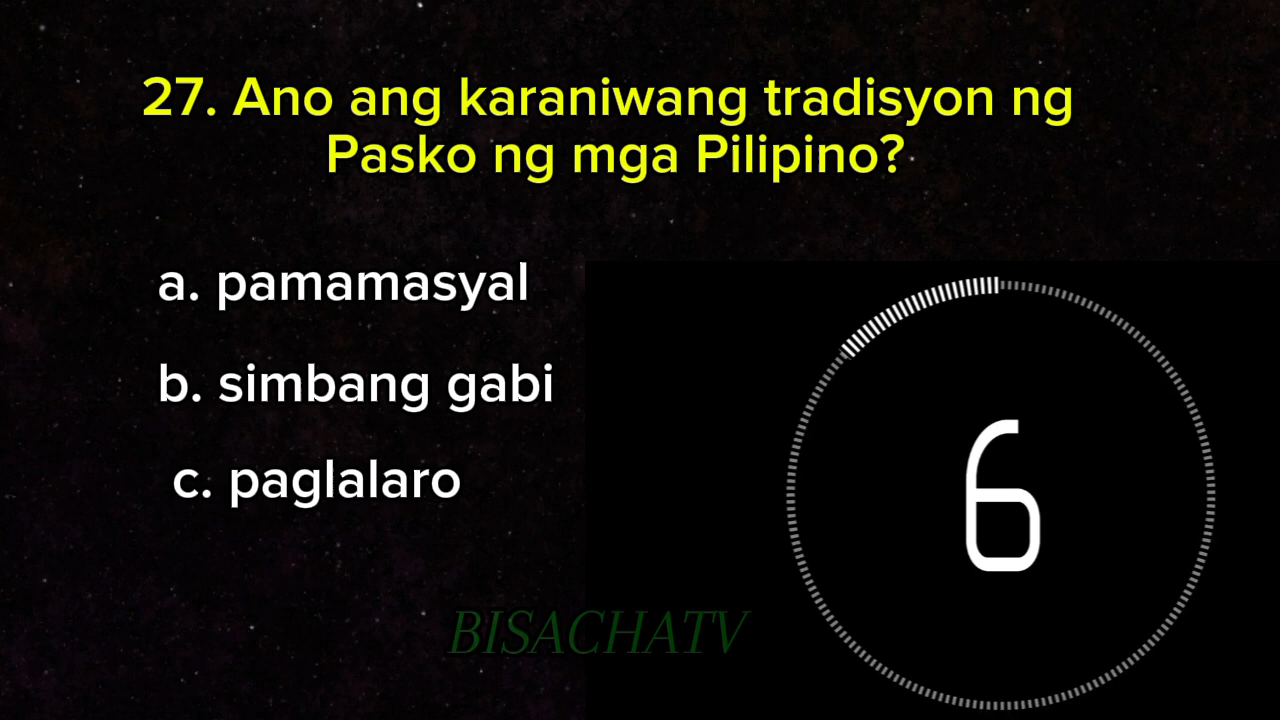 27. Ano ang karaniwang tradisyon ng
Pasko ng mga Pilipino?
a. pamamasyal
b. simbang gabi
c. paglalaro
6
BISACHATV